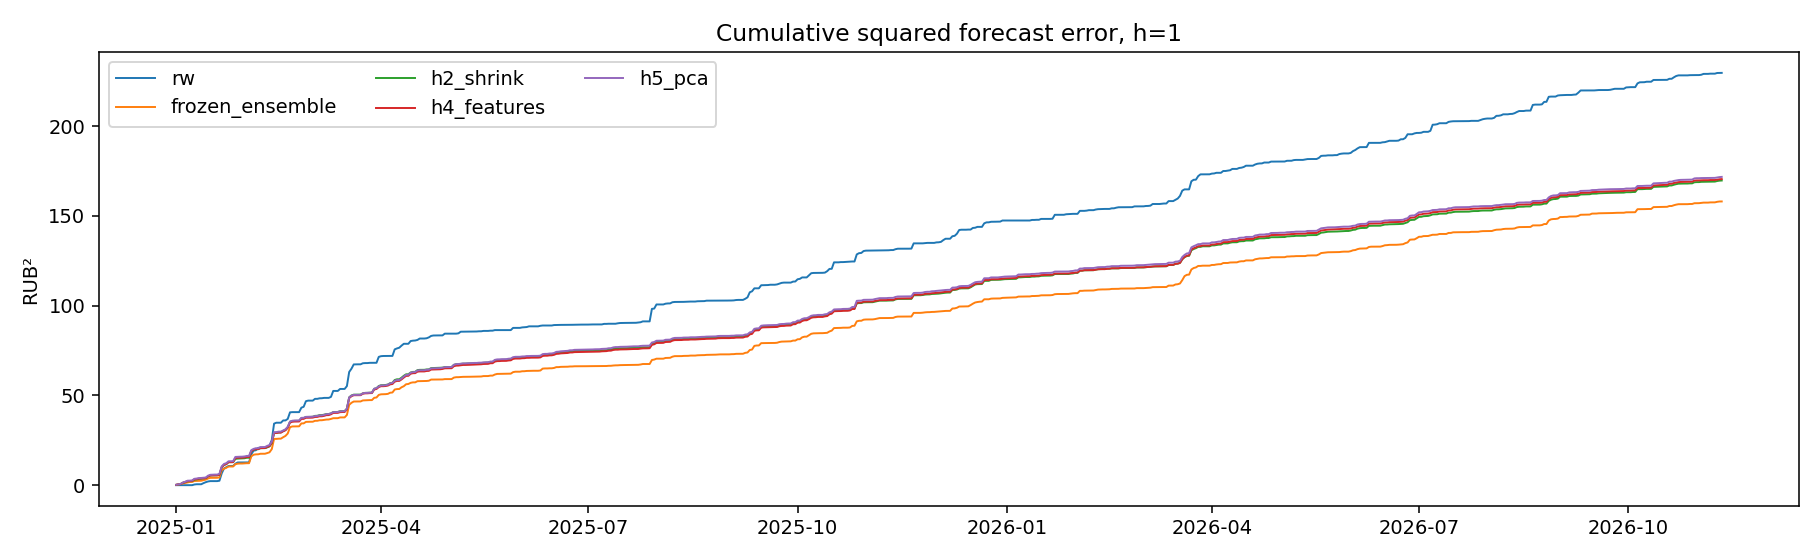 Cumulative squared forecast error, h=1
rw
frozen_ensemble
h2_shrink
h4_features
h5_pca
RUB²
200
150
100
50
0
2025-01
2025-04
2025-07
2025-10
2026-01
2026-04
2026-07
2026-10